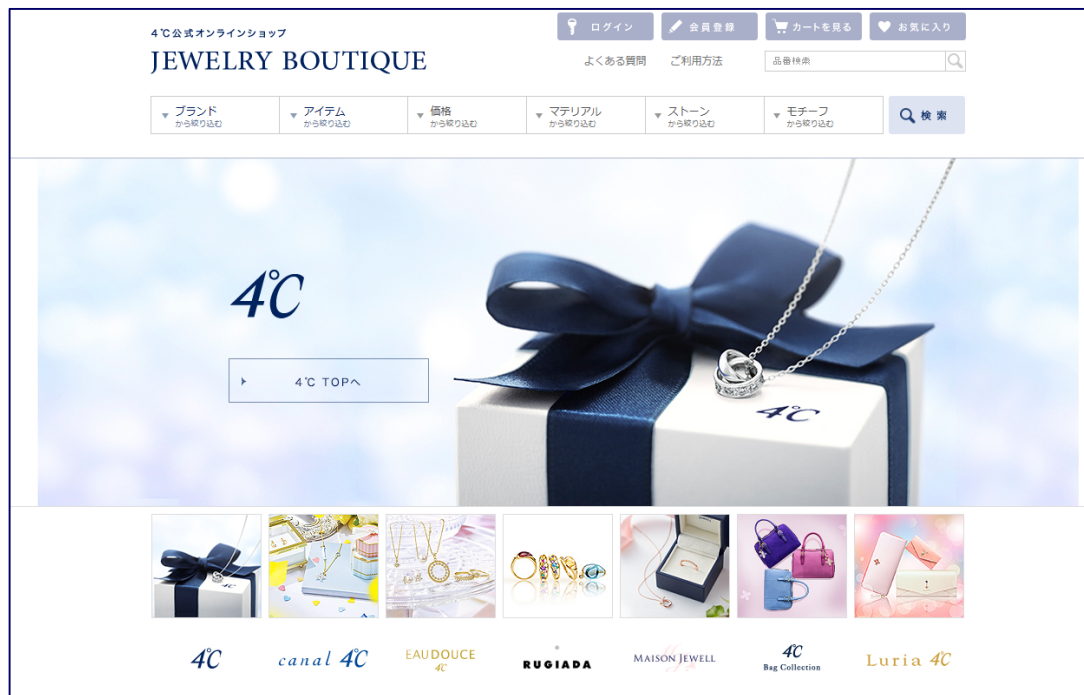 4℃公式オンラインショップ
JEWELRY BOUTIQUE
ログイン
会員登録
カートを見る
お気に入り
よくある質問
ご利用方法
品番検索
ブランド
から絞り込む
アイテム
から絞り込む
価格
から絞り込む
マテリアル
から絞り込む
ストーン
から絞り込む
モチーフ
から絞り込む
検索
4℃
4℃ TOPへ
4℃
4℃
canal 4℃
EAUDOUCE
4℃
RUGIADA
MAISON JEWELL
4℃
Bag Collection
Luria 4℃